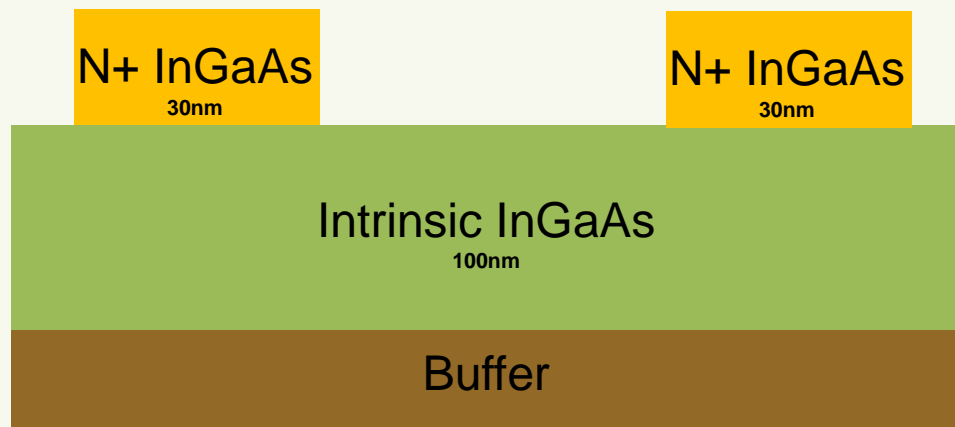 N+ InGaAs
30nm
N+ InGaAs
30nm
Intrinsic InGaAs
100nm
Buffer